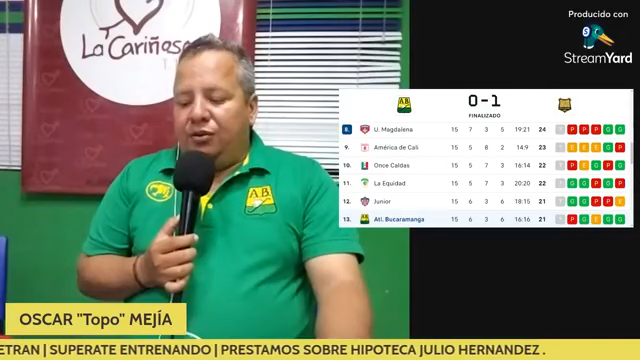 La Cariñosa
Producido con
StreamYard
A.B
0-1
FINALIZADO
8. U. Magdalena 15 7 3 5 19:21 24 ? P P P G G
9. América de Cali 15 5 8 2 14:9 23 ? E E E G E
10. Once Caldas 15 5 7 3 16:14 22 ? P E G P G
11. La Equidad 15 5 7 3 20:20 22 ? G G P G P
12. Junior 15 6 3 6 18:15 21 ? G G P P E
13. Atl. Bucaramanga 15 6 3 6 16:16 21 ? P G E G G
A.B
OSCAR "Topo" MEJÍA
ETRAN | SUPERATE ENTRENANDO | PRESTAMOS SOBRE HIPOTECA JULIO HERNANDEZ .